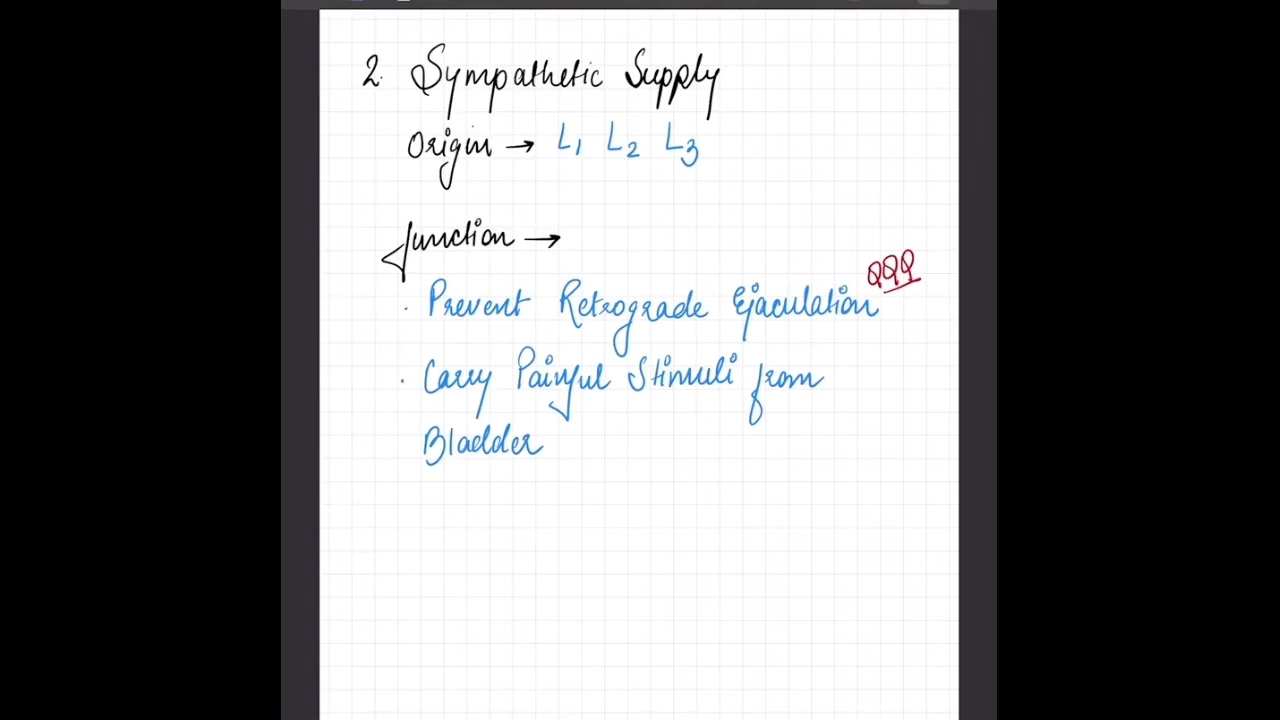 2. Sympathetic Supply
Origin → L1 L2 L3
function →
QQQ
· Prevent Retrograde Ejaculation
· Carry Painful Stimuli from
Bladder